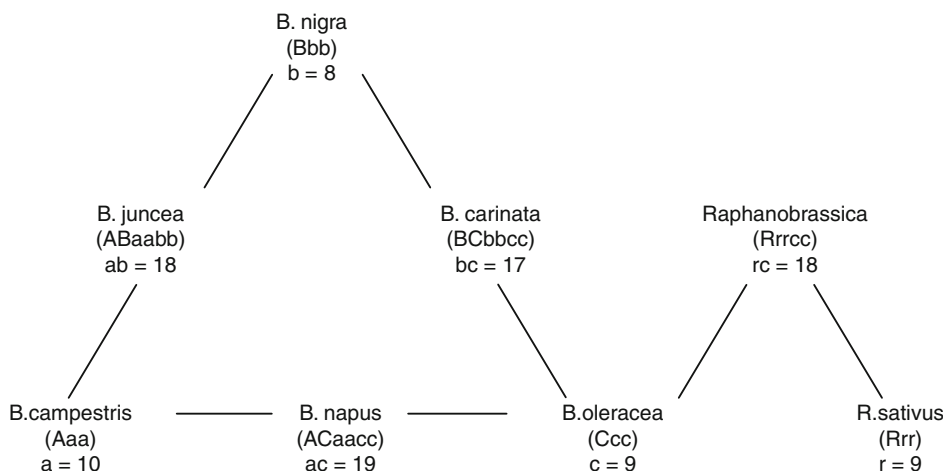 B. nigra
(Bbb)
b = 8
B. juncea
(ABaabb)
ab = 18
B. carinata
(BCbbcc)
bc = 17
Raphanobrassica
(Rrrcc)
rc = 18
B.campestris
(Aaa)
a = 10
B. napus
(ACaacc)
ac = 19
B.oleracea
(Ccc)
c = 9
R.sativus
(Rrr)
r = 9